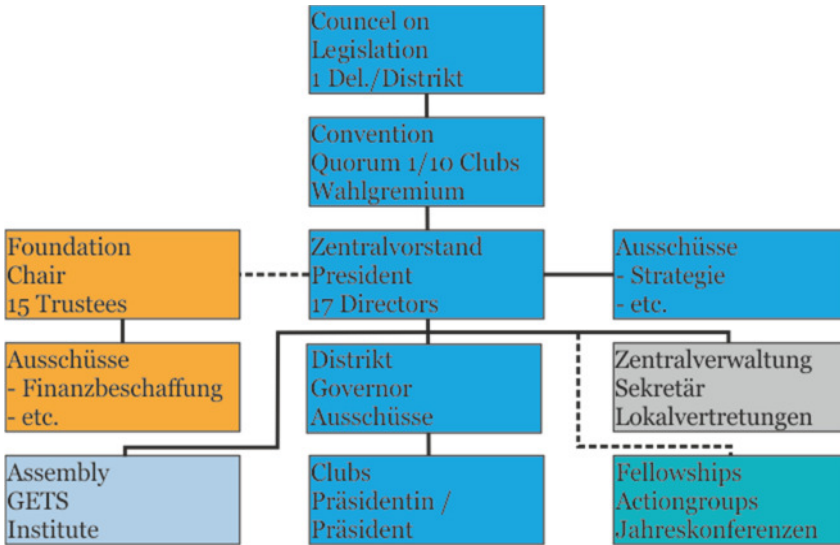 Councel on
Legislation
1 Del./Distrikt
Convention
Quorum 1/10 Clubs
Wahlgremium
Foundation
Chair
15 Trustees
Zentralvorstand
President
17 Directors
Ausschüsse
- Strategie
- etc.
Ausschüsse
- Finanzbeschaffung
- etc.
Distrikt
Governor
Ausschüsse
Zentralverwaltung
Sekretär
Lokalvertretungen
Assembly
GETS
Institute
Clubs
Präsidentin /
Präsident
Fellowships
Actiongroups
Jahreskonferenzen